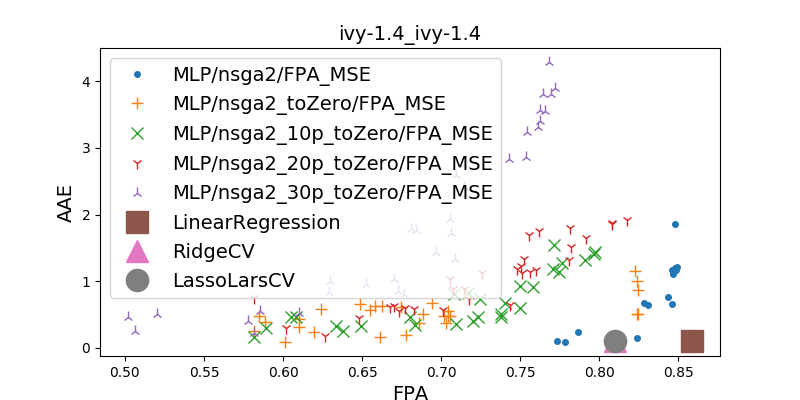 ivy-1.4_ivy-1.4
MLP/nsga2/FPA_MSE
MLP/nsga2_toZero/FPA_MSE
MLP/nsga2_10p_toZero/FPA_MSE
MLP/nsga2_20p_toZero/FPA_MSE
MLP/nsga2_30p_toZero/FPA_MSE
LinearRegression
RidgeCV
LassoLarsCV
AAE
4
3
2
1
0
0.50 0.55 0.60 0.65 0.70 0.75 0.80 0.85
FPA